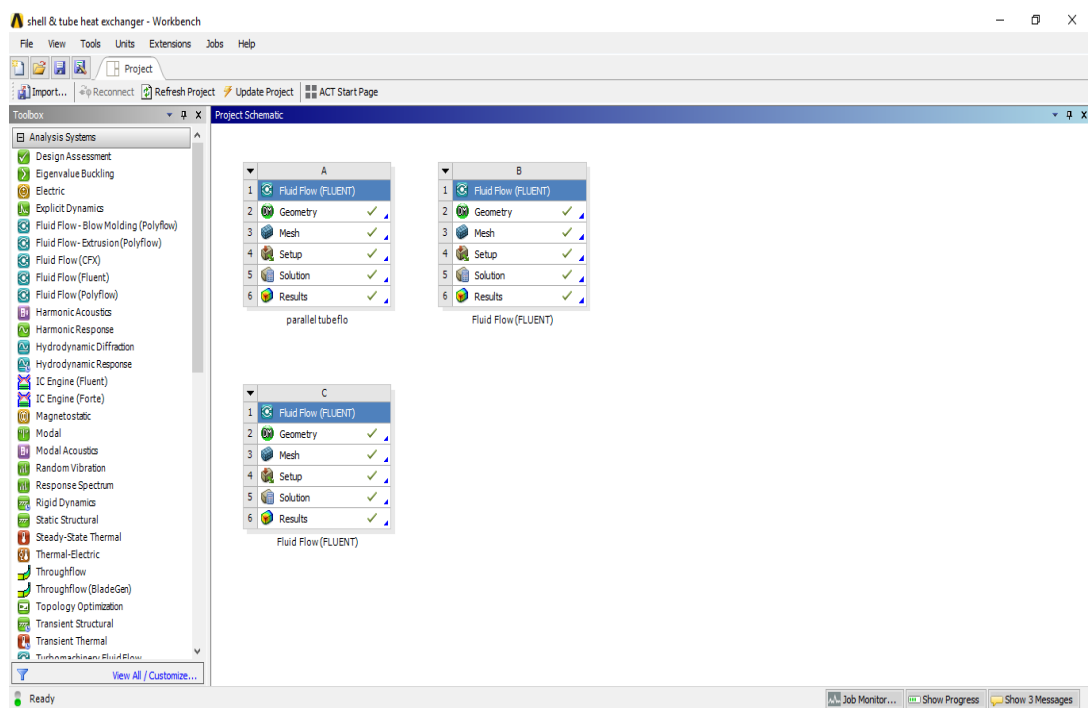 shell & tube heat exchanger - Workbench
File View Tools Units Extensions Jobs Help
Project
Import... Reconnect Refresh Project Update Project ACT Start Page
Toolbox
Project Schematic
Analysis Systems
Design Assessment
Eigenvalue Buckling
Electric
Explicit Dynamics
Fluid Flow - Blow Molding (Polyflow)
Fluid Flow - Extrusion (Polyflow)
Fluid Flow (CFX)
Fluid Flow (Fluent)
Fluid Flow (Polyflow)
Harmonic Acoustics
Harmonic Response
Hydrodynamic Diffraction
Hydrodynamic Response
IC Engine (Fluent)
IC Engine (Forte)
Magnetostatic
Modal
Modal Acoustics
Random Vibration
Response Spectrum
Rigid Dynamics
Static Structural
Steady-State Thermal
Thermal-Electric
Throughflow
Throughflow (BladeGen)
Topology Optimization
Transient Structural
Transient Thermal
Turbomachinery Fluid Flow
View All / Customize...
A
1 Fluid Flow (FLUENT)
2 Geometry
3 Mesh
4 Setup
5 Solution
6 Results
parallel tubeflo
B
1 Fluid Flow (FLUENT)
2 Geometry
3 Mesh
4 Setup
5 Solution
6 Results
Fluid Flow (FLUENT)
C
1 Fluid Flow (FLUENT)
2 Geometry
3 Mesh
4 Setup
5 Solution
6 Results
Fluid Flow (FLUENT)
Ready
Job Monitor... Show Progress Show 3 Messages